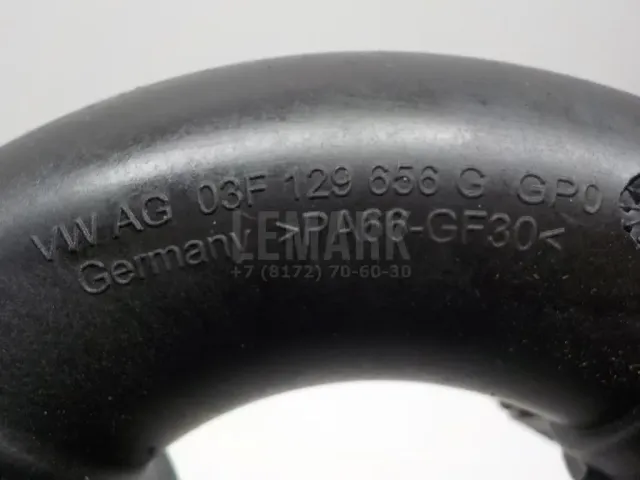 VW AG 03F 129 656 G GP0
Germany >PA66-GF30<
LEMARK
+7 (8172) 70-60-30